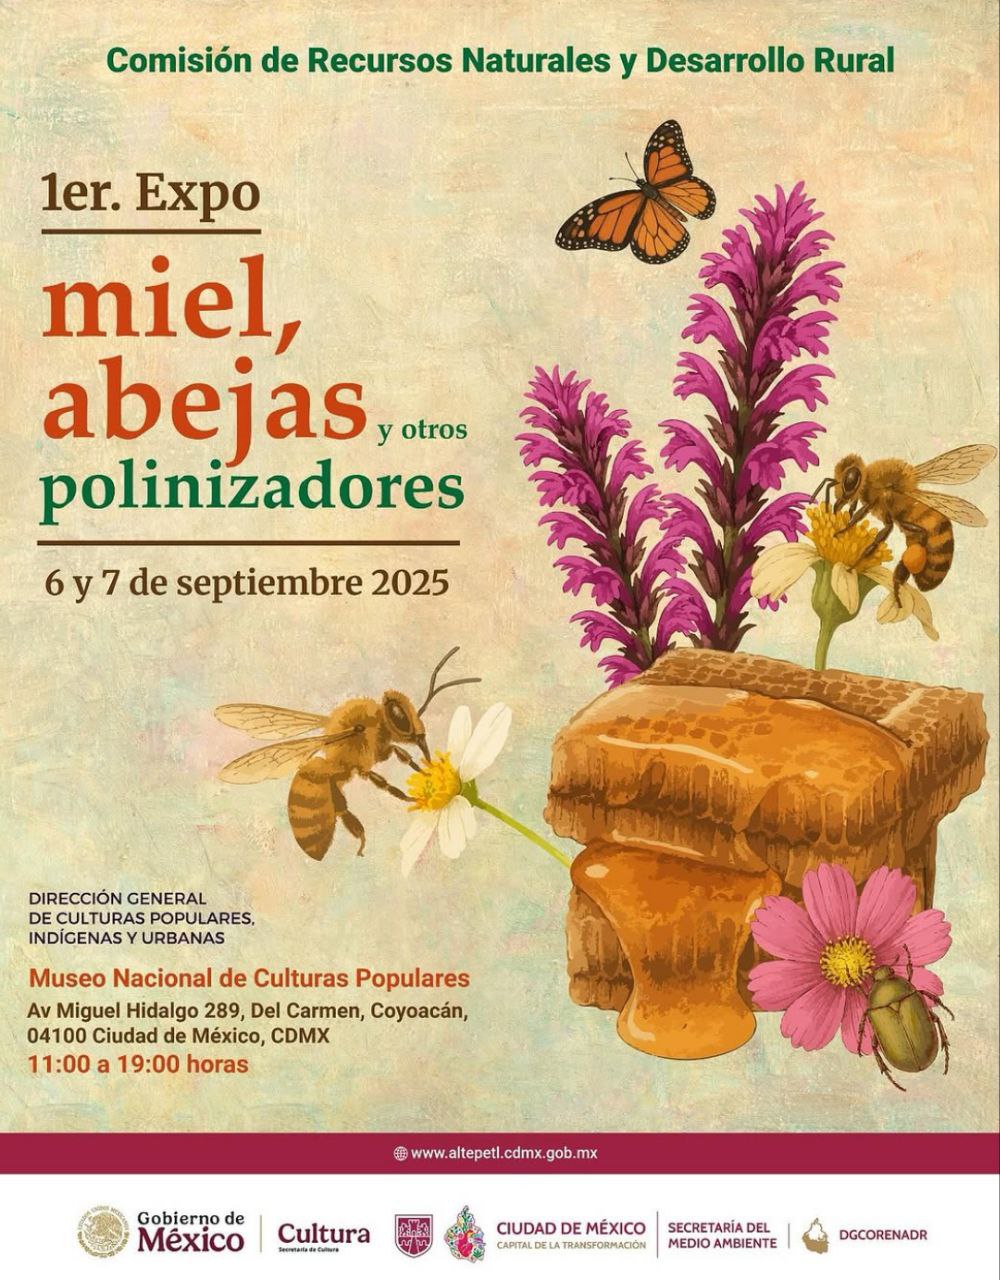 Comisión de Recursos Naturales y Desarrollo Rural
1er. Expo
miel,
abejas y otros
polinizadores
6 y 7 de septiembre 2025
DIRECCIÓN GENERAL
DE CULTURAS POPULARES,
INDÍGENAS Y URBANAS
Museo Nacional de Culturas Populares
Av Miguel Hidalgo 289, Del Carmen, Coyoacán,
04100 Ciudad de México, CDMX
11:00 a 19:00 horas
www.altepetl.cdmx.gob.mx
Gobierno de
México
Cultura
Secretaría de Cultura
CIUDAD DE MÉXICO
CAPITAL DE LA TRANSFORMACIÓN
SECRETARÍA DEL
MEDIO AMBIENTE
DGCORENADR